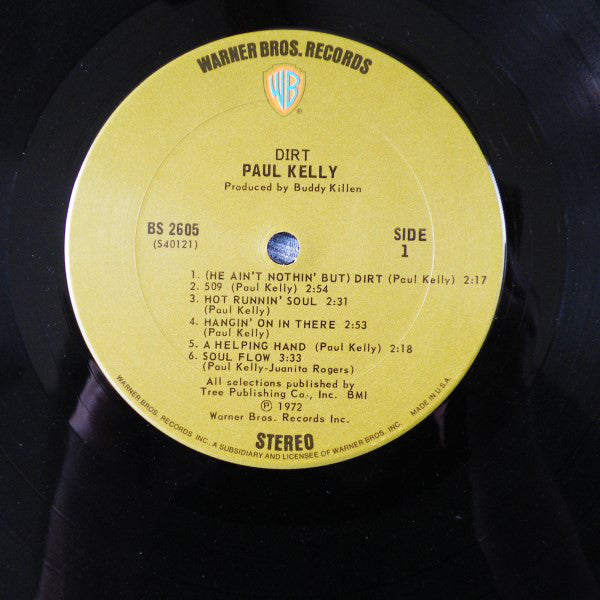 WARNER BROS. RECORDS
WB
®
DIRT
PAUL KELLY
Produced by Buddy Killen
BS 2605
(S40121)
SIDE
1
1. (HE AIN'T NOTHIN' BUT) DIRT (Paul Kelly) 2:17
2. 509 (Paul Kelly) 2:54
3. HOT RUNNIN' SOUL 2:31
(Paul Kelly)
4. HANGIN' ON IN THERE 2:53
(Paul Kelly)
5. A HELPING HAND (Paul Kelly) 2:18
6. SOUL FLOW 3:33
(Paul Kelly-Juanita Rogers)
All selections published by
Tree Publishing Co., Inc. BMI
℗ 1972
Warner Bros. Records Inc.
STEREO
WARNER BROS. RECORDS INC. A SUBSIDIARY AND LICENSEE OF WARNER BROS. INC. MADE IN U.S.A.